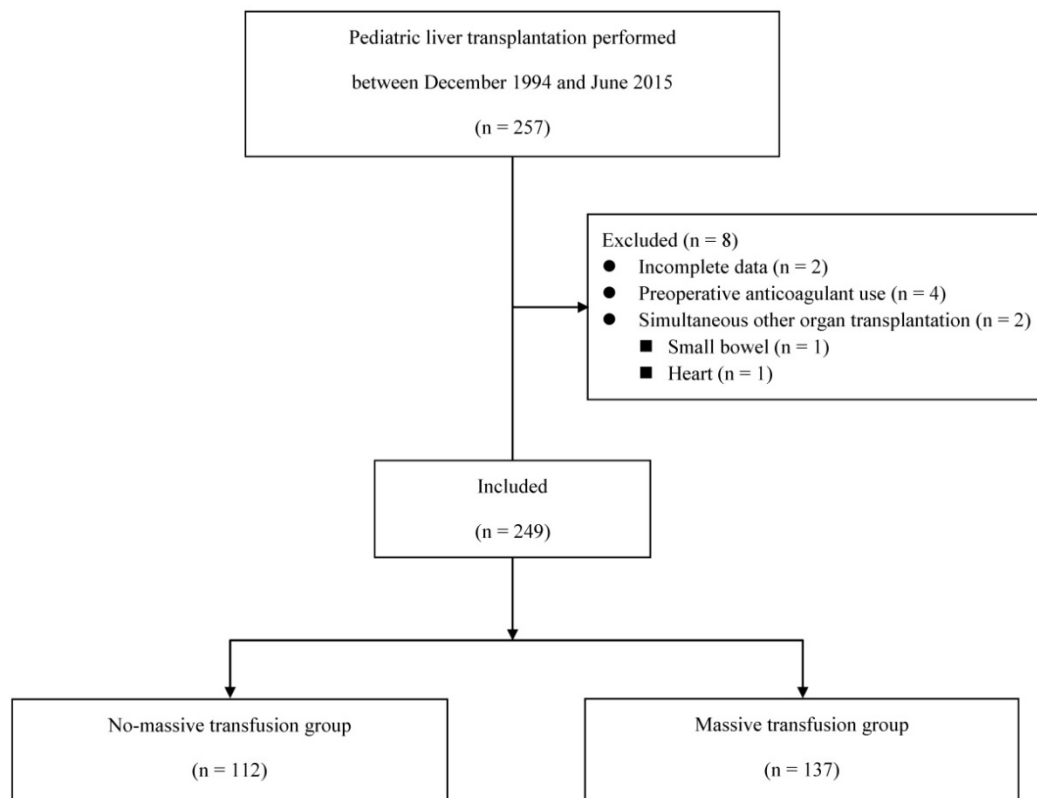 Pediatric liver transplantation performed
between December 1994 and June 2015
(n = 257)
Excluded (n = 8)
● Incomplete data (n = 2)
● Preoperative anticoagulant use (n = 4)
● Simultaneous other organ transplantation (n = 2)
■ Small bowel (n = 1)
■ Heart (n = 1)
Included
(n = 249)
No-massive transfusion group
(n = 112)
Massive transfusion group
(n = 137)